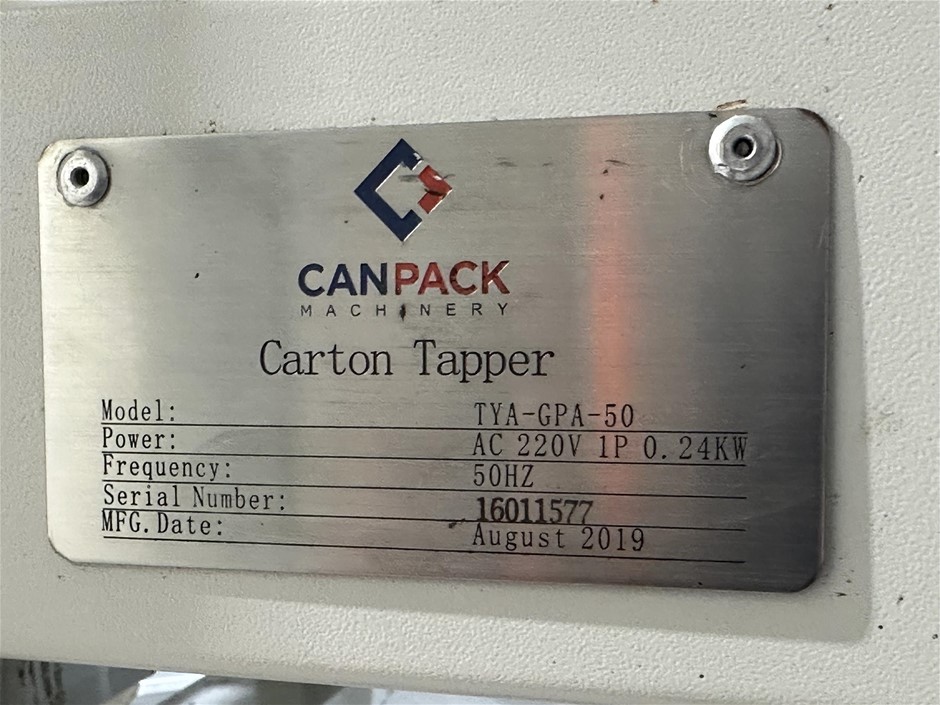 CANPACK
MACHINERY
Carton Tapper
Model: TYA-GPA-50
Power: AC 220V 1P 0.24KW
Frequency: 50HZ
Serial Number: 16011577
MFG.Date: August 2019